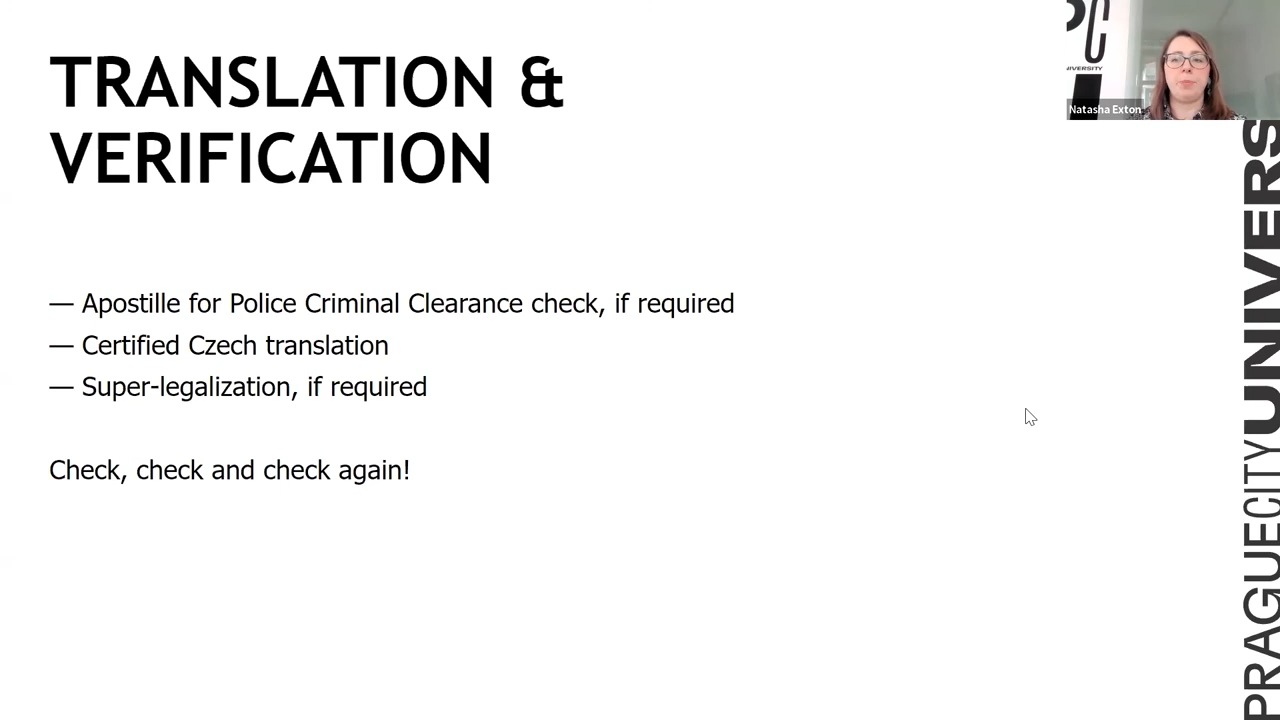 TRANSLATION &
VERIFICATION
— Apostille for Police Criminal Clearance check, if required
— Certified Czech translation
— Super-legalization, if required
Check, check and check again!
Natasha Exton
PRAGUECITYUNIVERS